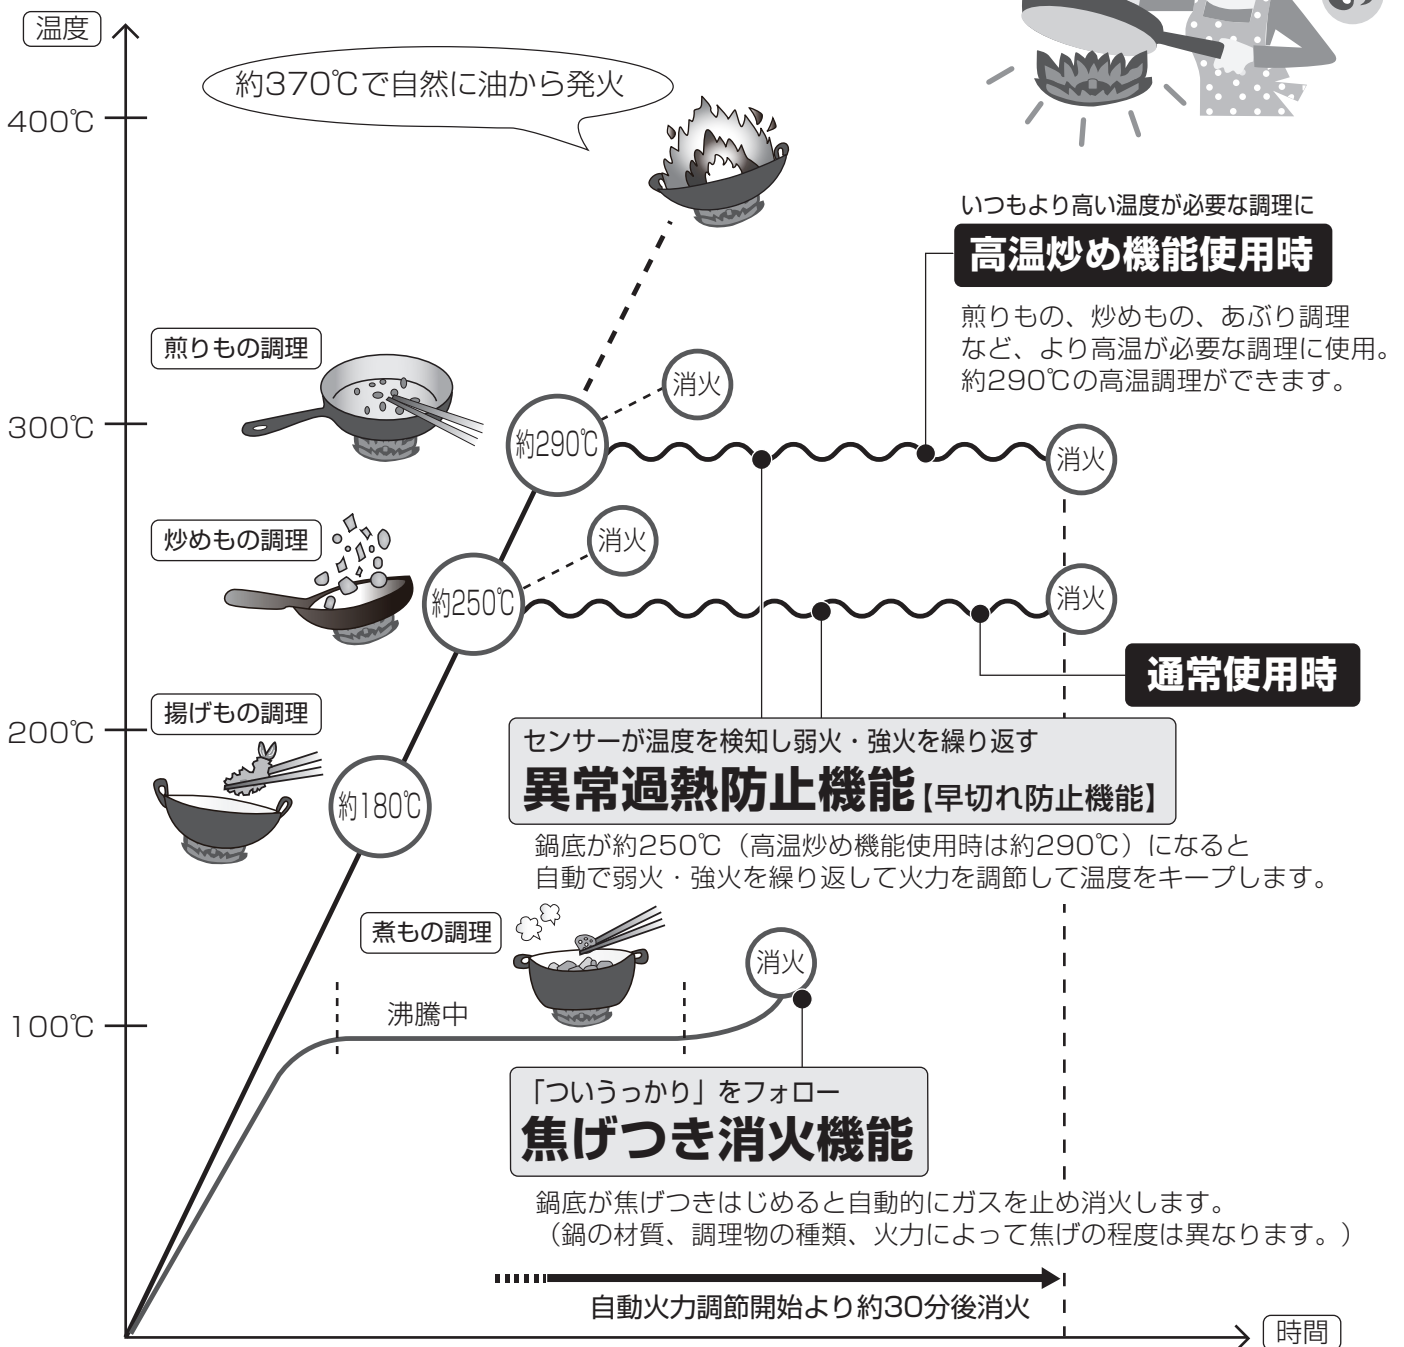 温度
約370℃で自然に油から発火
400℃
いつもより高い温度が必要な調理に
高温炒め機能使用時
煎りもの、炒めもの、あぶり調理
など、より高温が必要な調理に使用。
約290℃の高温調理ができます。
煎りもの調理
消火
300℃
約290℃
消火
炒めもの調理
消火
約250℃
消火
通常使用時
揚げもの調理
200℃
約180℃
センサーが温度を検知し弱火・強火を繰り返す
異常過熱防止機能【早切れ防止機能】
鍋底が約250℃（高温炒め機能使用時は約290℃）になると
自動で弱火・強火を繰り返して火力を調節して温度をキープします。
煮もの調理
消火
沸騰中
100℃
「ついうっかり」をフォロー
焦げつき消火機能
鍋底が焦げつきはじめると自動的にガスを止め消火します。
（鍋の材質、調理物の種類、火力によって焦げの程度は異なります。）
自動火力調節開始より約30分後消火
時間